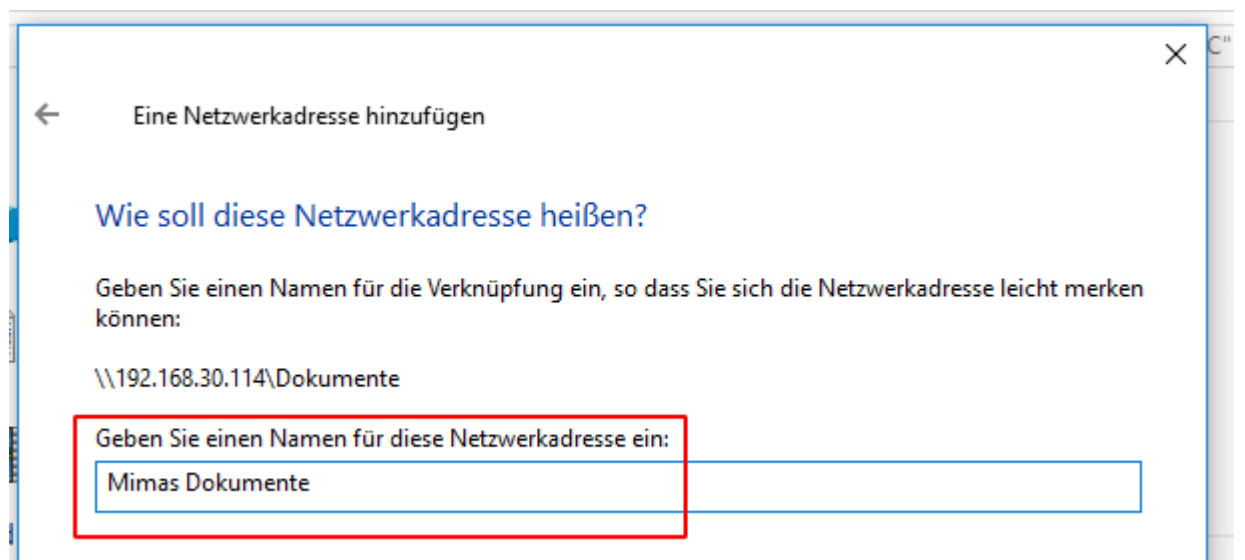 C"
Eine Netzwerkadresse hinzufügen
Wie soll diese Netzwerkadresse heißen?
Geben Sie einen Namen für die Verknüpfung ein, so dass Sie sich die Netzwerkadresse leicht merken
können:
\\192.168.30.114\Dokumente
Geben Sie einen Namen für diese Netzwerkadresse ein:
Mimas Dokumente